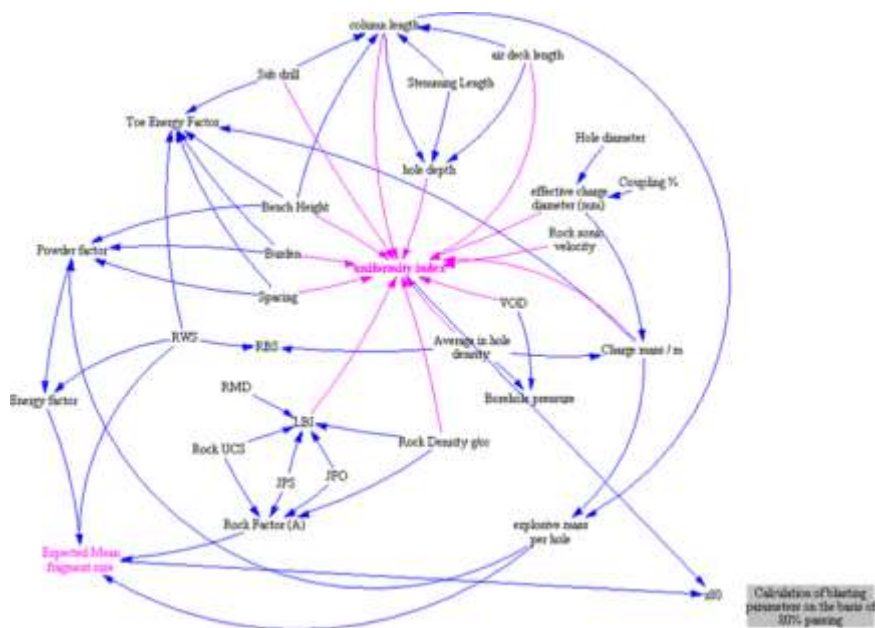 column length
air deck length
Sub drill
Stemming Length
Toe Energy Factor
Hole diameter
hole depth
effective charge
diameter (mm)
Coupling %
Bench Height
Rock sonic
velocity
Powder factor
Burden
uniformity index
Spacing
VOD
RWS
RBS
Average in hole
density
Charge mass / m
RMD
Energy factor
Borehole pressure
LBI
Rock UCS
Rock Density g/cc
JPS
JPO
Rock Factor (A)
explosive mass
per hole
Expected Mean
fragment size
x80
Calculation of blasting
parameters on the basis of
80% passing